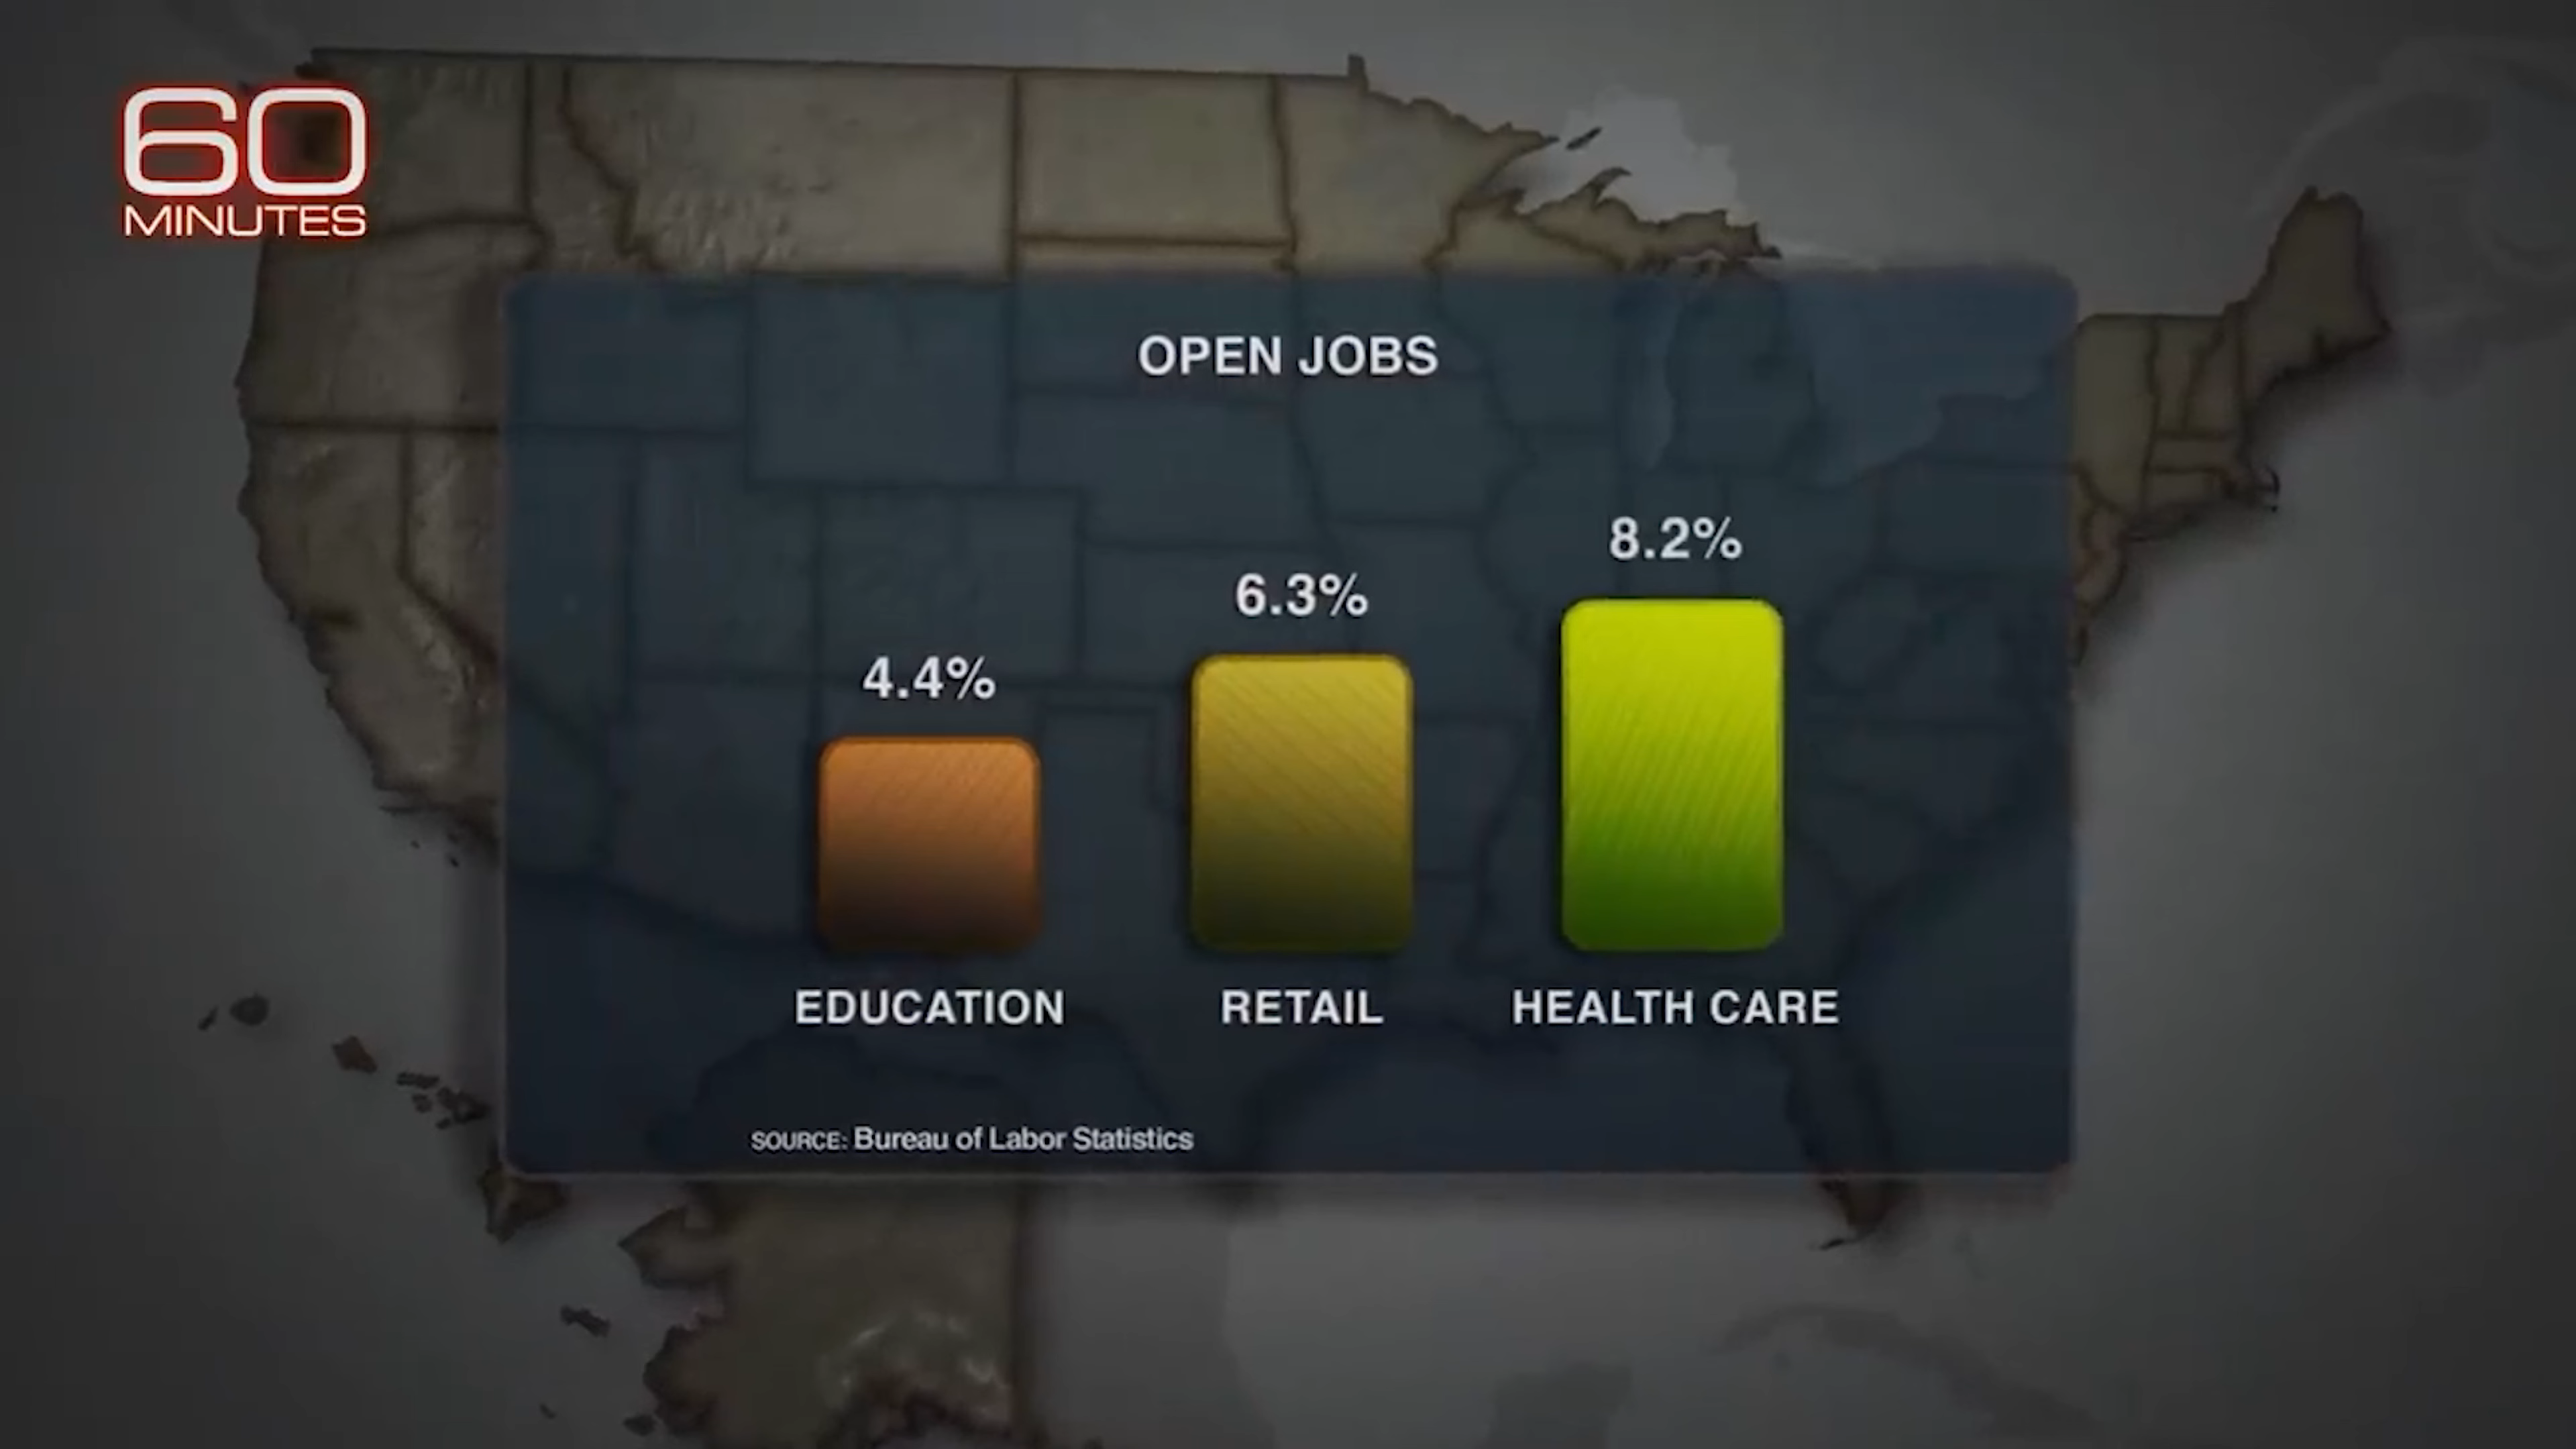 60
MINUTES
OPEN JOBS
4.4%
6.3%
8.2%
EDUCATION
RETAIL
HEALTH CARE
SOURCE: Bureau of Labor Statistics